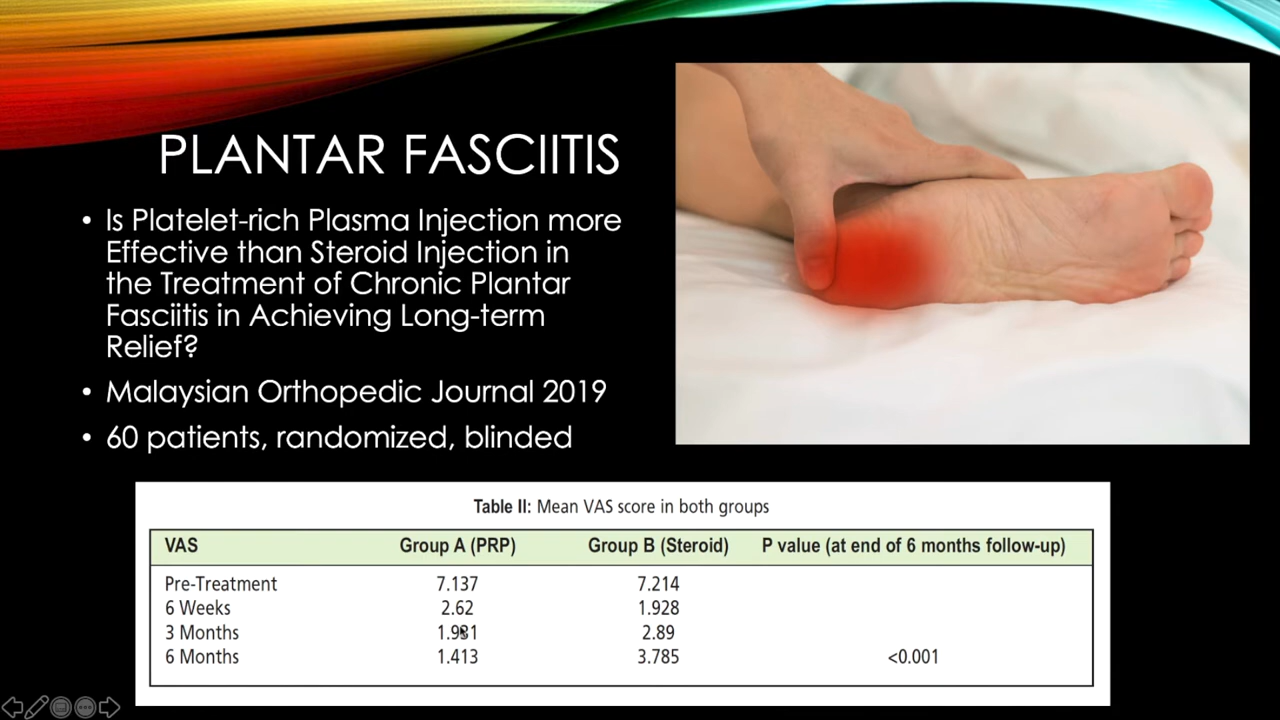 PLANTAR FASCIITIS
• Is Platelet-rich Plasma Injection more
Effective than Steroid Injection in
the Treatment of Chronic Plantar
Fasciitis in Achieving Long-term
Relief?
• Malaysian Orthopedic Journal 2019
• 60 patients, randomized, blinded
Table II: Mean VAS score in both groups
VAS Group A (PRP) Group B (Steroid) P value (at end of 6 months follow-up)
Pre-Treatment 7.137 7.214
6 Weeks 2.62 1.928
3 Months 2.89
6 Months 1.413 3.785 <0.001